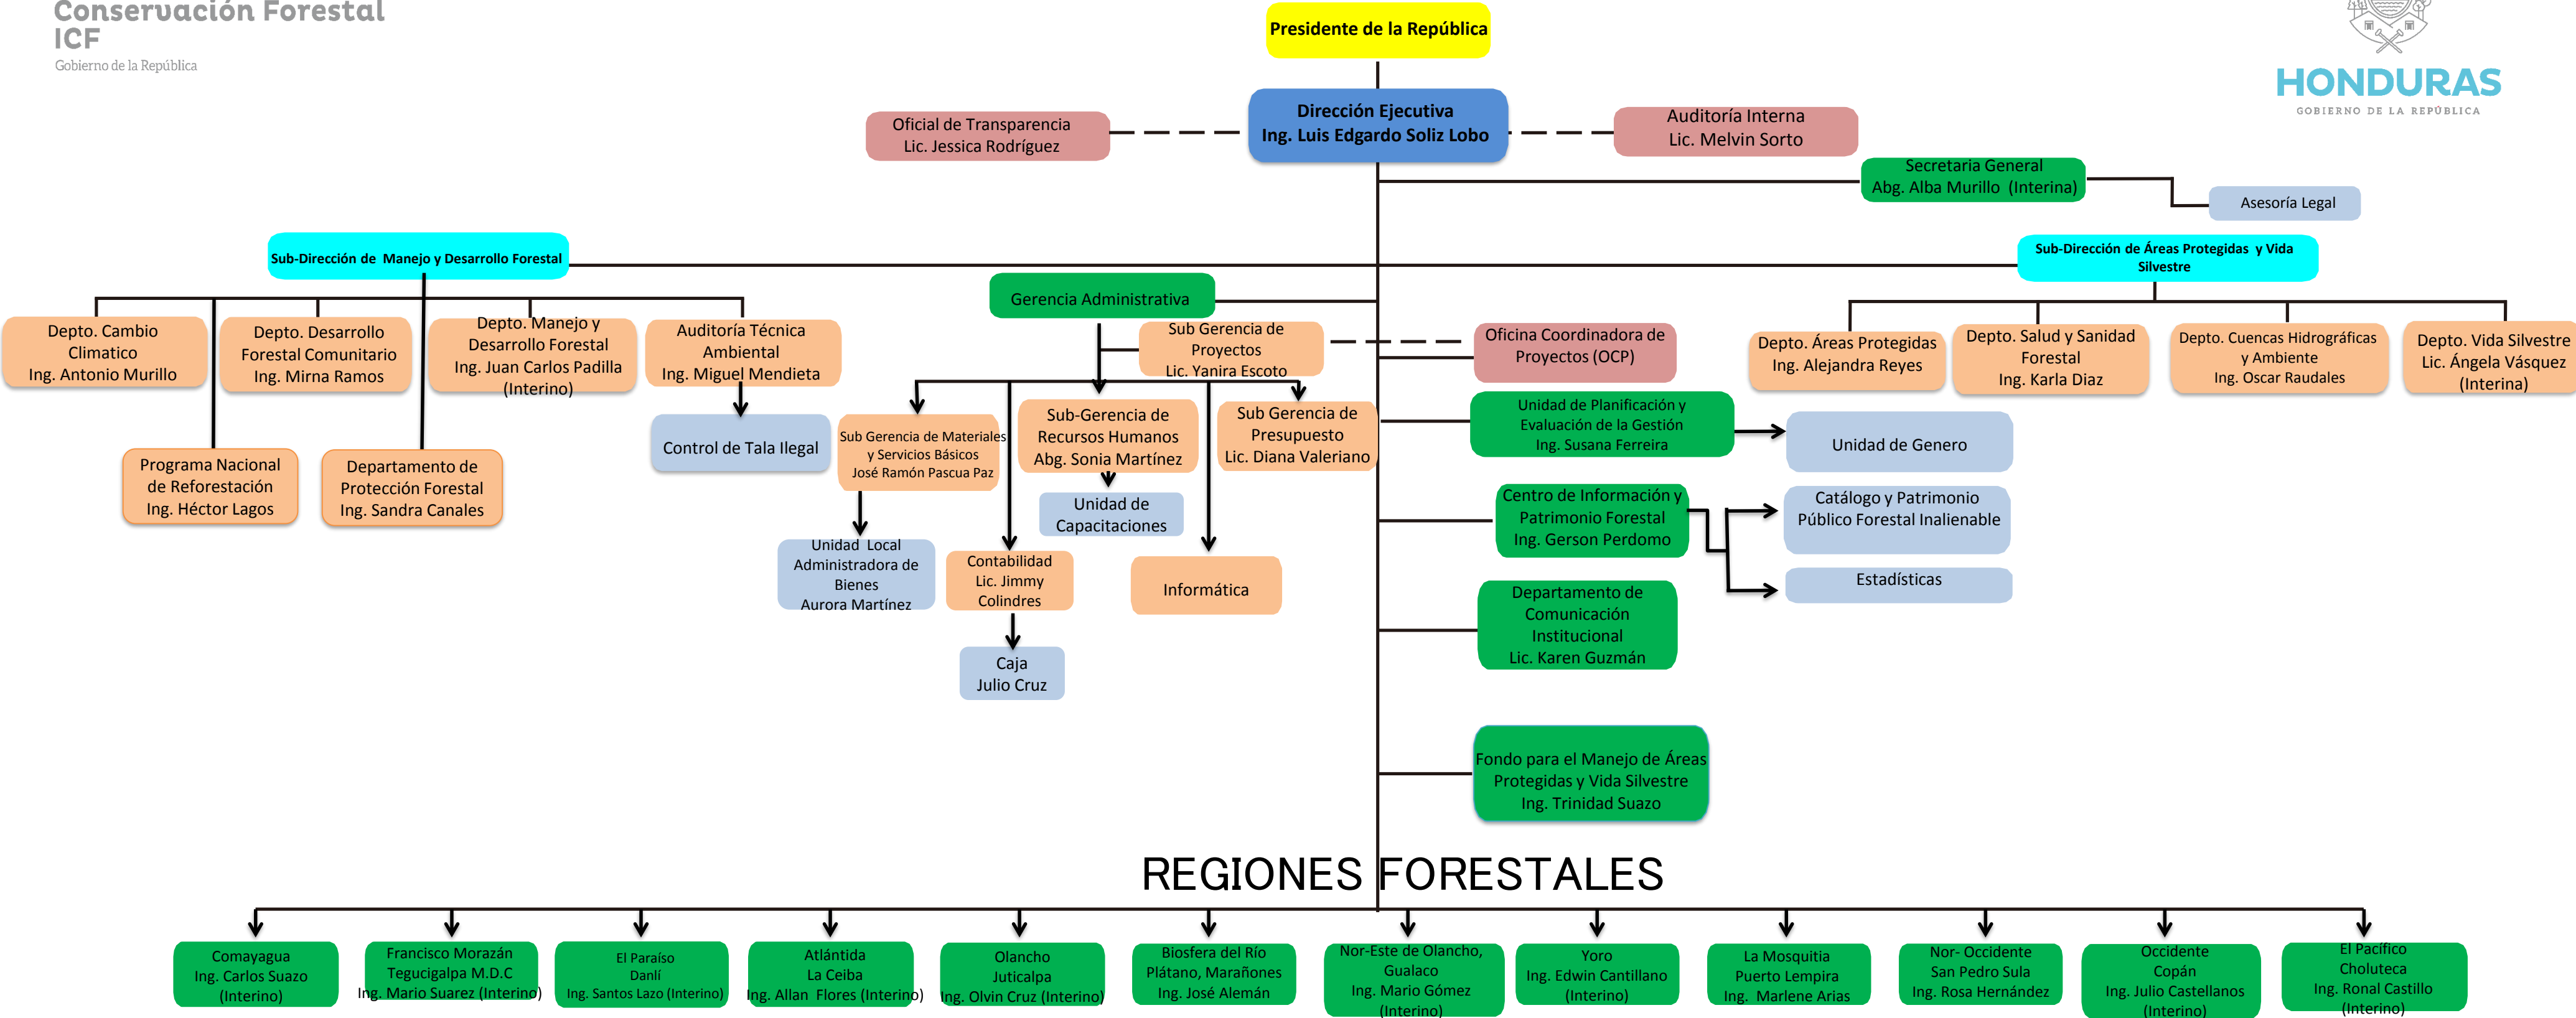 Conservación Forestal
ICF
Gobierno de la República
HONDURAS
GOBIERNO DE LA REPÚBLICA
Presidente de la República
Dirección Ejecutiva
Ing. Luis Edgardo Soliz Lobo
Oficial de Transparencia
Lic. Jessica Rodríguez
Auditoría Interna
Lic. Melvin Sorto
Secretaria General
Abg. Alba Murillo (Interina)
Asesoría Legal
Sub-Dirección de Manejo y Desarrollo Forestal
Sub-Dirección de Áreas Protegidas y Vida
Silvestre
Depto. Cambio
Climatico
Ing. Antonio Murillo
Depto. Desarrollo
Forestal Comunitario
Ing. Mirna Ramos
Depto. Manejo y
Desarrollo Forestal
Ing. Juan Carlos Padilla
(Interino)
Auditoría Técnica
Ambiental
Ing. Miguel Mendieta
Control de Tala Ilegal
Programa Nacional
de Reforestación
Ing. Héctor Lagos
Departamento de
Protección Forestal
Ing. Sandra Canales
Gerencia Administrativa
Sub Gerencia de
Proyectos
Lic. Yanira Escoto
Sub Gerencia de Materiales
y Servicios Básicos
José Ramón Pascua Paz
Sub-Gerencia de
Recursos Humanos
Abg. Sonia Martínez
Sub Gerencia de
Presupuesto
Lic. Diana Valeriano
Unidad de
Capacitaciones
Unidad Local
Administradora de
Bienes
Aurora Martínez
Contabilidad
Lic. Jimmy
Colindres
Informática
Caja
Julio Cruz
Oficina Coordinadora de
Proyectos (OCP)
Unidad de Planificación y
Evaluación de la Gestión
Ing. Susana Ferreira
Unidad de Genero
Centro de Información y
Patrimonio Forestal
Ing. Gerson Perdomo
Catálogo y Patrimonio
Público Forestal Inalienable
Estadísticas
Departamento de
Comunicación
Institucional
Lic. Karen Guzmán
Fondo para el Manejo de Áreas
Protegidas y Vida Silvestre
Ing. Trinidad Suazo
Depto. Áreas Protegidas
Ing. Alejandra Reyes
Depto. Salud y Sanidad
Forestal
Ing. Karla Diaz
Depto. Cuencas Hidrográficas
y Ambiente
Ing. Oscar Raudales
Depto. Vida Silvestre
Lic. Ángela Vásquez
(Interina)
REGIONES FORESTALES
Comayagua
Ing. Carlos Suazo
(Interino)
Francisco Morazán
Tegucigalpa M.D.C
Ing. Mario Suarez (Interino)
El Paraíso
Danlí
Ing. Santos Lazo (Interino)
Atlántida
La Ceiba
Ing. Allan Flores (Interino)
Olancho
Juticalpa
Ing. Olvin Cruz (Interino)
Biosfera del Río
Plátano, Marañones
Ing. José Alemán
Nor-Este de Olancho,
Gualaco
Ing. Mario Gómez
(Interino)
Yoro
Ing. Edwin Cantillano
(Interino)
La Mosquitia
Puerto Lempira
Ing. Marlene Arias
Nor- Occidente
San Pedro Sula
Ing. Rosa Hernández
Occidente
Copán
Ing. Julio Castellanos
(Interino)
El Pacífico
Choluteca
Ing. Ronal Castillo
(Interino)